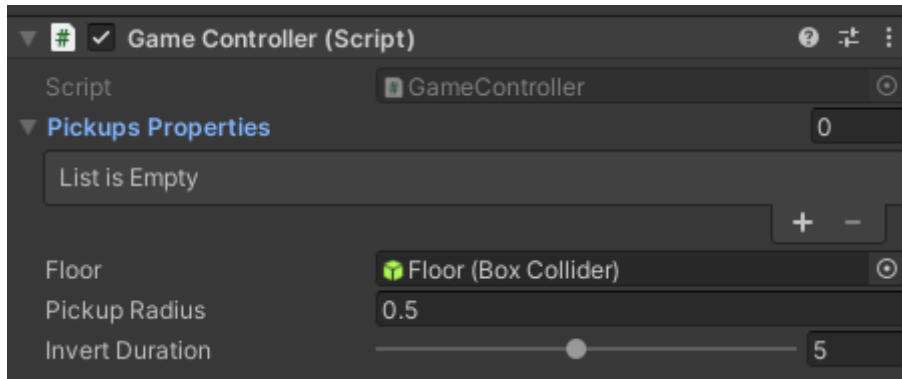 Game Controller (Script)
Script GameController
Pickups Properties 0
List is Empty
Floor Floor (Box Collider)
Pickup Radius 0.5
Invert Duration 5